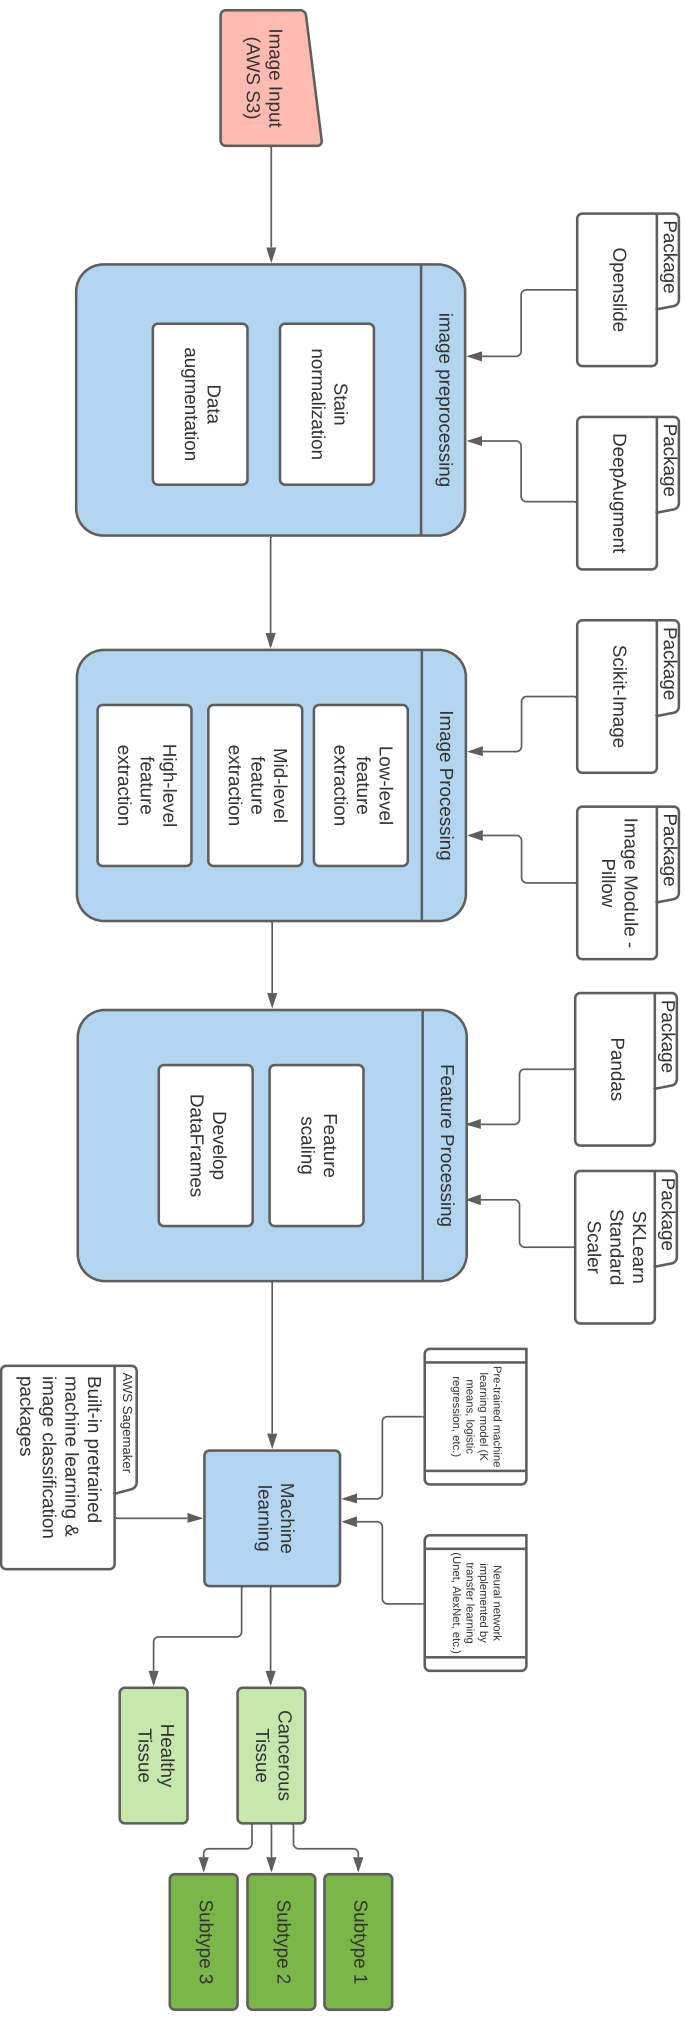 Image Input
(AWS S3)
Package
Openslide
Package
DeepAugment
image preprocessing
Stain
normalization
Data
augmentation
Package
Scikit-Image
Package
Image Module -
Pillow
Image Processing
Low-level
feature
extraction
Mid-level
feature
extraction
High-level
feature
extraction
Package
Pandas
Package
SKLearn
Standard
Scaler
Feature Processing
Feature
scaling
Develop
DataFrames
Pre-trained machine
learning model (K
means, logistic
regression, etc.)
Neural network
implemented by
transfer learning
(Unet, AlexNet, etc.)
Machine
learning
AWS Sagemaker
Built-in pretrained
machine learning &
image classification
packages
Cancerous
Tissue
Healthy
Tissue
Subtype 1
Subtype 2
Subtype 3